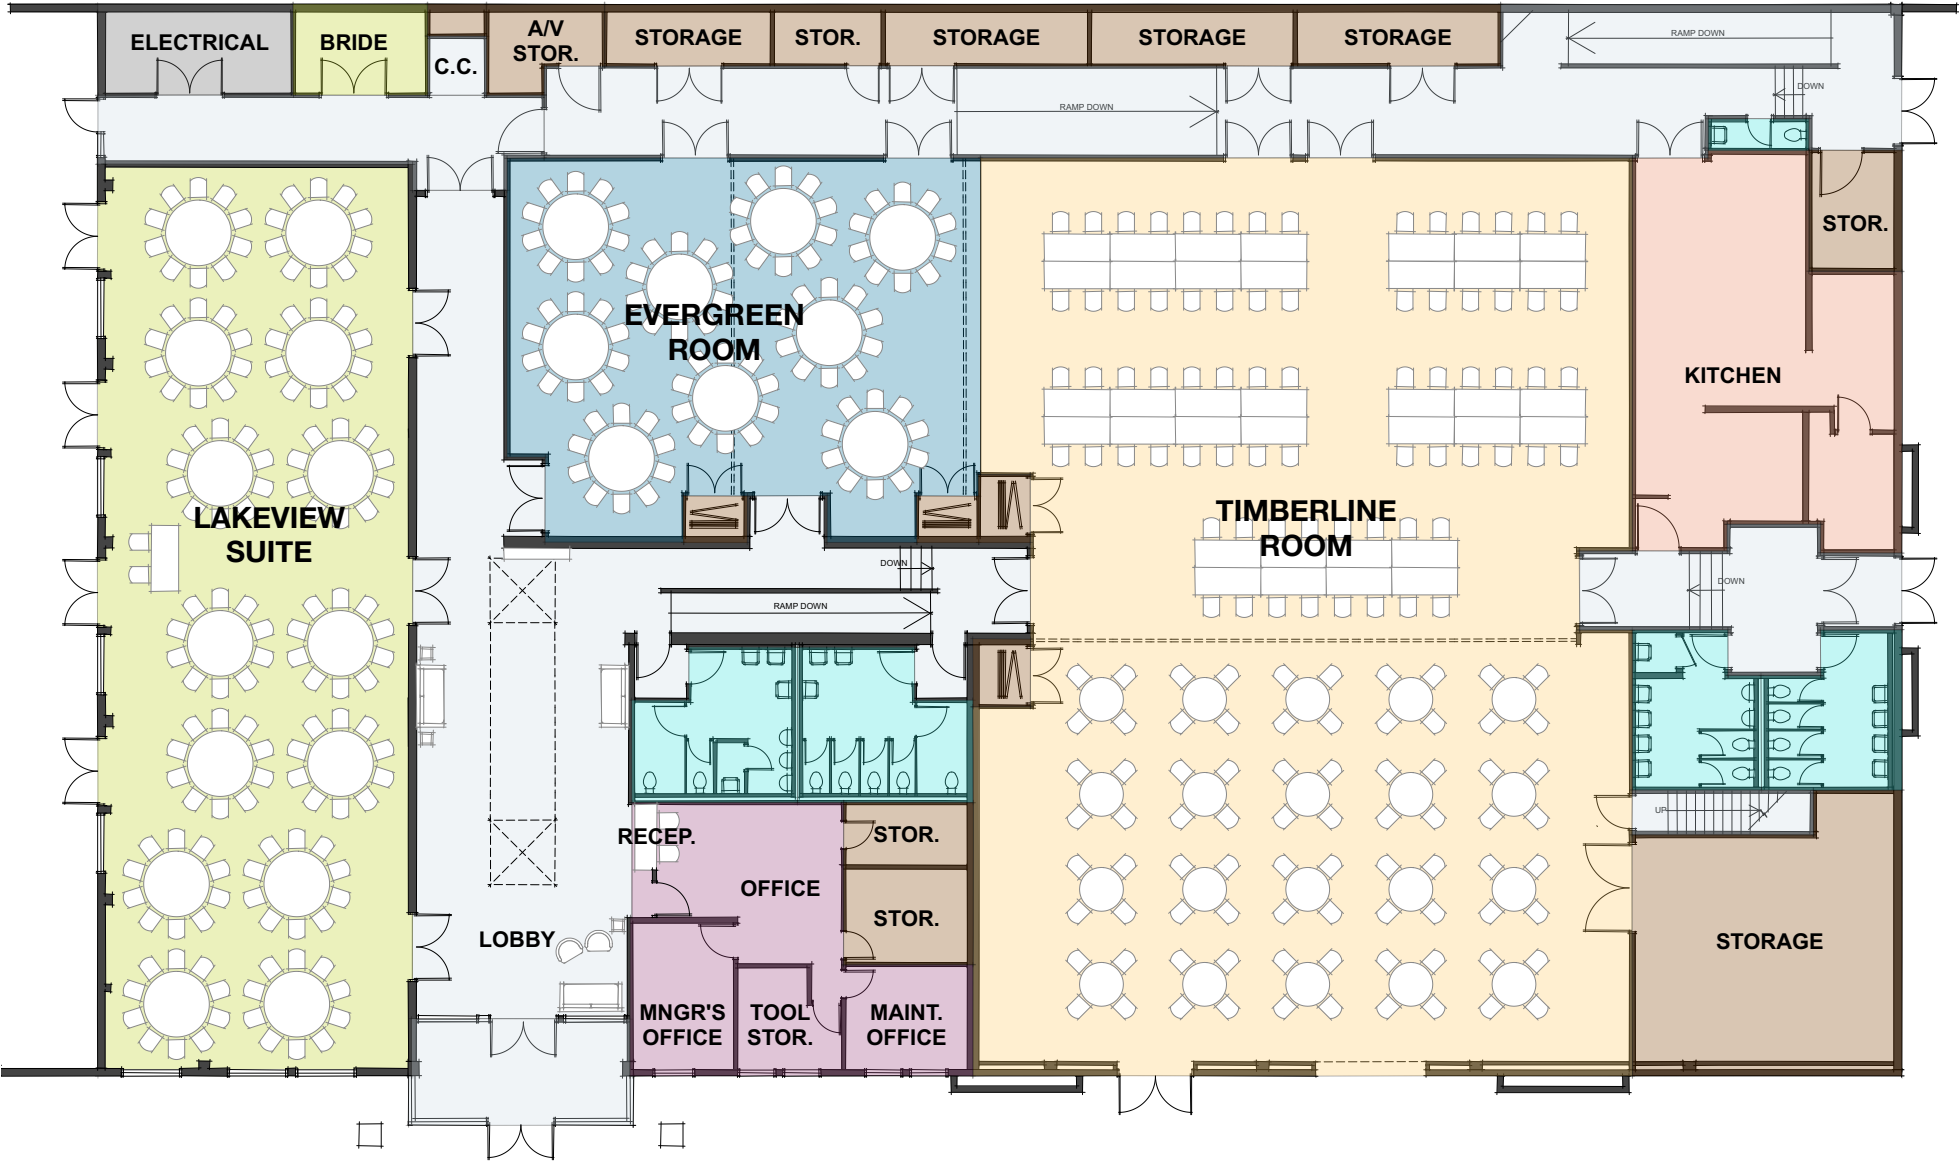 ELECTRICAL
BRIDE
C.C.
A/V
STOR.
STORAGE
STOR.
STORAGE
STORAGE
STORAGE
RAMP DOWN
RAMP DOWN
DOWN
STOR.
EVERGREEN
ROOM
KITCHEN
LAKEVIEW
SUITE
TIMBERLINE
ROOM
DOWN
DOWN
RAMP DOWN
UP
RECEP.
STOR.
OFFICE
STOR.
LOBBY
STORAGE
MNGR'S
OFFICE
TOOL
STOR.
MAINT.
OFFICE